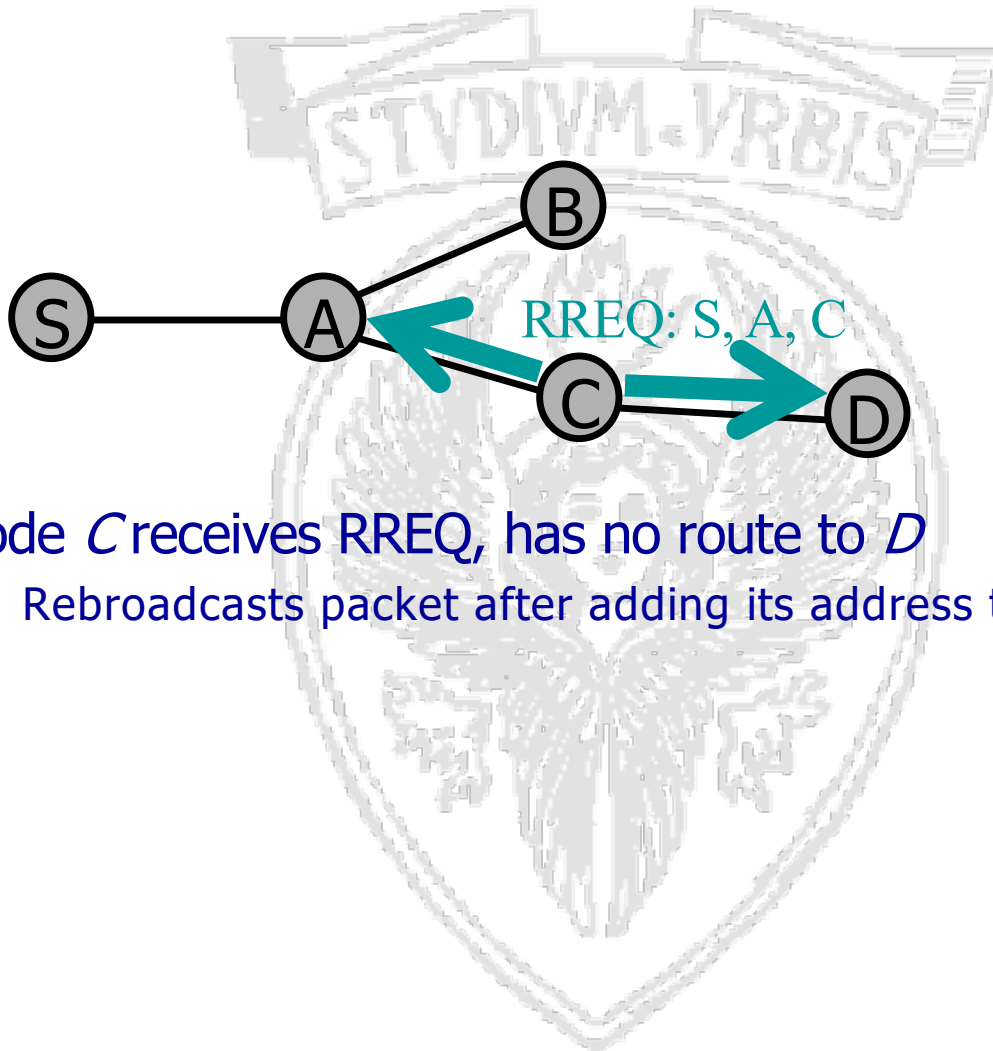 STVDIVM·VRBIS
B
S
A
RREQ: S, A, C
C
D
ode C receives RREQ, has no route to D
Rebroadcasts packet after adding its address t